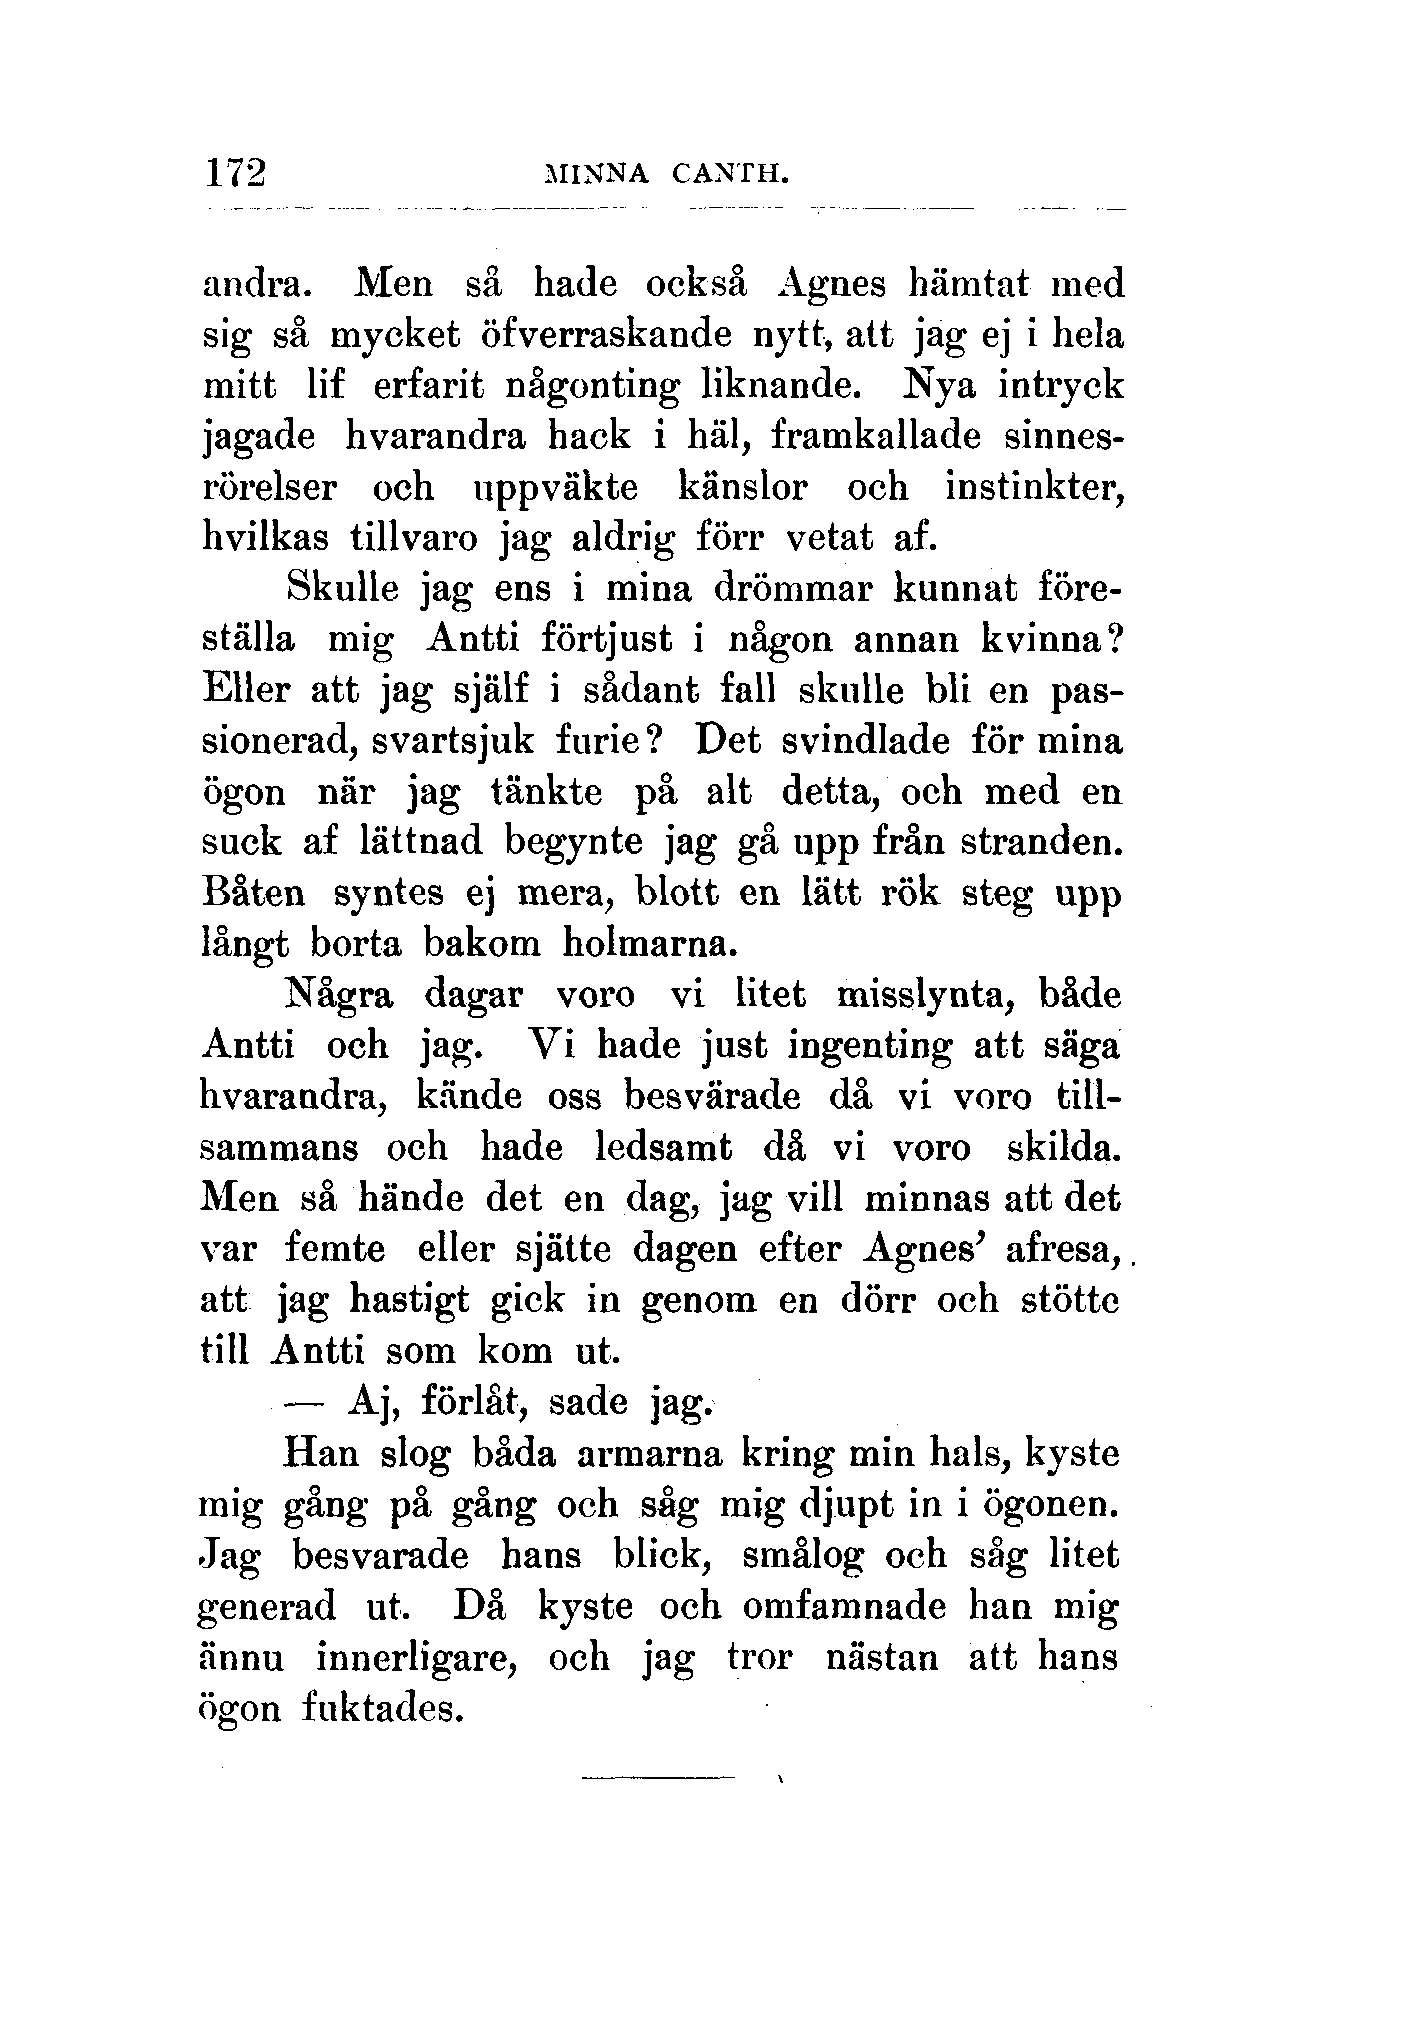 172 MINNA CANTH.
andra. Men så hade också Agnes hämtat med
sig så mycket öfverraskande nytt, att jag ej i hela
mitt lif erfarit någonting liknande. Nya intryck
jagade hvarandra hack i häl, framkallade sinnes-
rörelser och uppväkte känslor och instinkter,
hvilkas tillvaro jag aldrig förr vetat af.
Skulle jag ens i mina drömmar kunnat före-
ställa mig Antti förtjust i någon annan kvinna?
Eller att jag själf i sådant fall skulle bli en pas-
sionerad, svartsjuk furie? Det svindlade för mina
ögon när jag tänkte på alt detta, och med en
suck af lättnad begynte jag gå upp från stranden.
Båten syntes ej mera, blott en lätt rök steg upp
långt borta bakom holmarna.
Några dagar voro vi litet misslynta, både
Antti och jag. Vi hade just ingenting att säga
hvarandra, kände oss besvärade då vi voro till-
sammans och hade ledsamt då vi voro skilda.
Men så hände det en dag, jag vill minnas att det
var femte eller sjätte dagen efter Agnes' afresa,
att jag hastigt gick in genom en dörr och stötte
till Antti som kom ut.
— Aj, förlåt, sade jag.
Han slog båda armarna kring min hals, kyste
mig gång på gång och såg mig djupt in i ögonen.
Jag besvarade hans blick, smålog och såg litet
generad ut. Då kyste och omfamnade han mig
ännu innerligare, och jag tror nästan att hans
ögon fuktades.